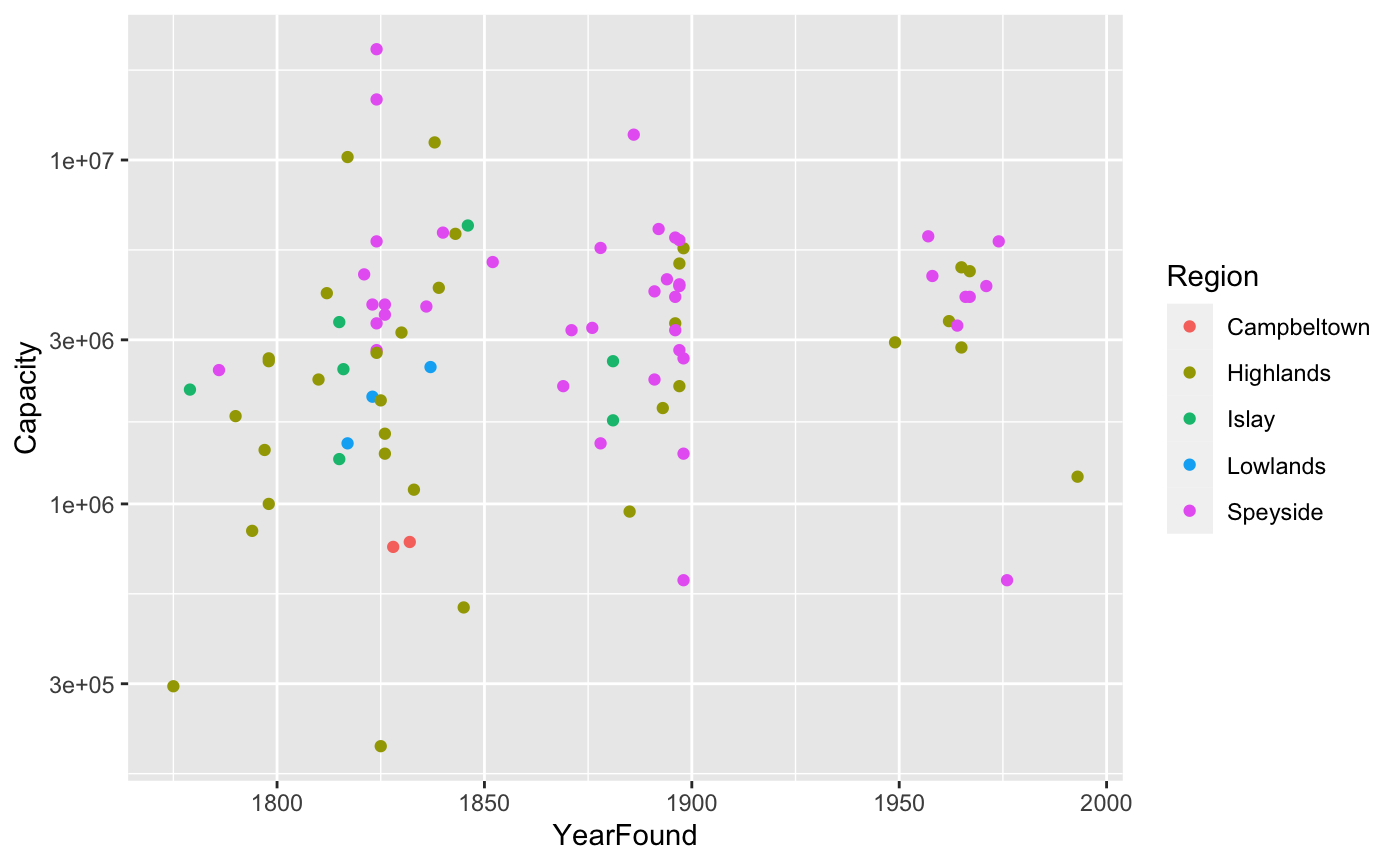 Capacity
1e+07
3e+06
1e+06
3e+05
1800 1850 1900 1950 2000
YearFound
Region
Campbeltown
Highlands
Islay
Lowlands
Speyside